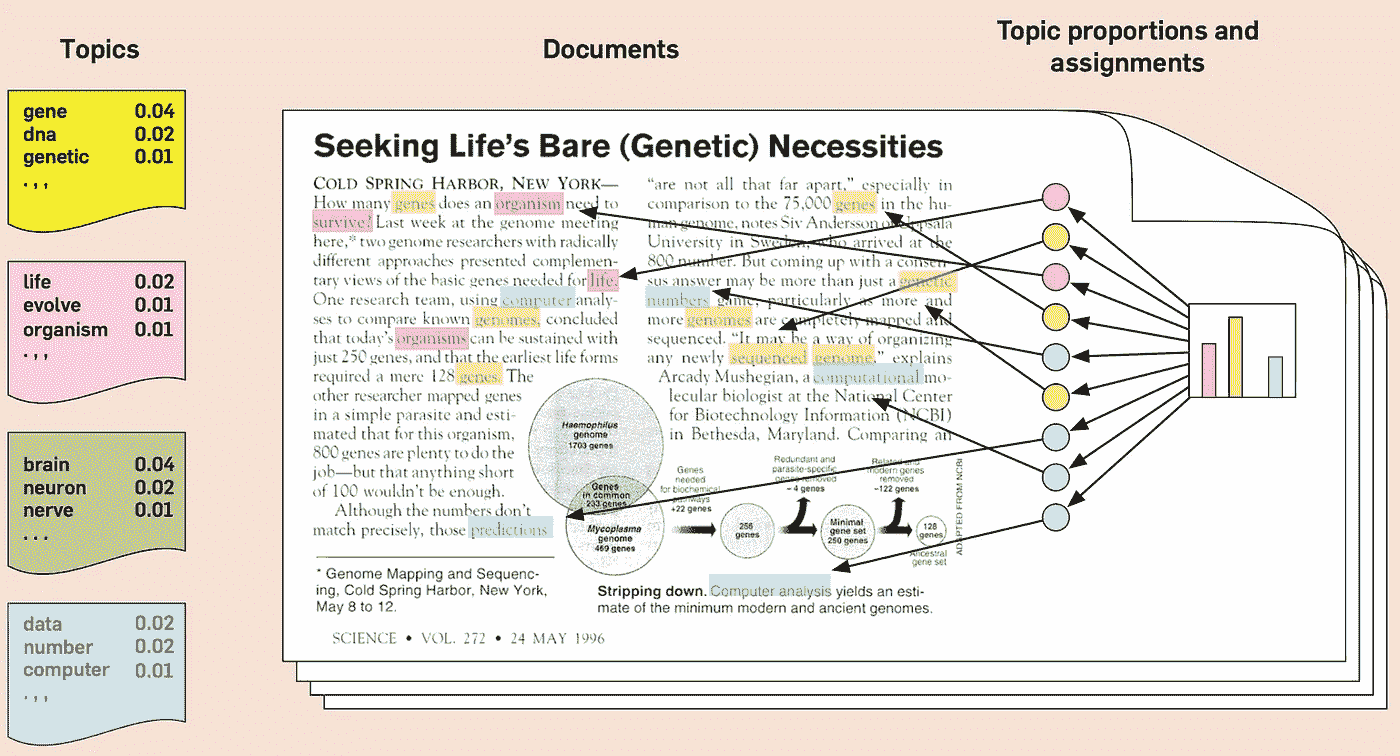 Topics
Documents
Topic proportions and
assignments
gene 0.04
dna 0.02
genetic 0.01
. , ,
life 0.02
evolve 0.01
organism 0.01
. , ,
brain 0.04
neuron 0.02
nerve 0.01
. . .
data 0.02
number 0.02
computer 0.01
. , ,
Seeking Life's Bare (Genetic) Necessities
COLD SPRING HARBOR, NEW YORK—
How many genes does an organism need to
survive? Last week at the genome meeting
here,* two genome researchers with radically
different approaches presented complemen-
tary views of the basic genes needed for life.
One research team, using computer analy-
ses to compare known genomes, concluded
that today's organisms can be sustained with
just 250 genes, and that the earliest life forms
required a mere 128 genes. The
other researcher mapped genes
in a simple parasite and esti-
mated that for this organism,
800 genes are plenty to do the
job—but that anything short
of 100 wouldn't be enough.
Although the numbers don't
match precisely, those predictions
* Genome Mapping and Sequenc-
ing, Cold Spring Harbor, New York,
May 8 to 12.
"are not all that far apart," especially in
comparison to the 75,000 genes in the hu-
man genome, notes Siv Andersson of Uppsala
University in Sweden, who arrived at the
800 number. But coming up with a consen-
sus answer may be more than just a genetic
numbers game, particularly as more and
more genomes are completely mapped and
sequenced. "It may be a way of organizing
any newly sequenced genome," explains
Arcady Mushegian, a computational mo-
lecular biologist at the National Center
for Biotechnology Information (NCBI)
in Bethesda, Maryland. Comparing an
Haemophilus
genome
1703 genes
Genes
in common
233 genes
Mycoplasma
genome
469 genes
Genes
needed
for biochemical
pathways
+22 genes
256
genes
Redundant and
parasite-specific
genes removed
– 4 genes
Minimal
gene set
250 genes
Related and
modern genes
removed
–122 genes
128
genes
Ancestral
gene set
ADAPTED FROM NCBI
Stripping down. Computer analysis yields an esti-
mate of the minimum modern and ancient genomes.
SCIENCE • VOL. 272 • 24 MAY 1996